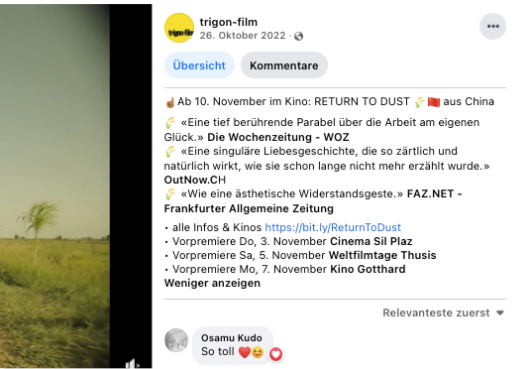 trigon-film
trigon-film
26. Oktober 2022 ·
Übersicht
Kommentare
☝🏽Ab 10. November im Kino: RETURN TO DUST 🌾 🇨🇳 aus China
🌾 «Eine tief berührende Parabel über die Arbeit am eigenen
Glück.» Die Wochenzeitung - WOZ
🌾 «Eine singuläre Liebesgeschichte, die so zärtlich und
natürlich wirkt, wie sie schon lange nicht mehr erzählt wurde.»
OutNow.CH
🌾 «Wie eine ästhetische Widerstandsgeste.» FAZ.NET -
Frankfurter Allgemeine Zeitung
• alle Infos & Kinos https://bit.ly/ReturnToDust
• Vorpremiere Do, 3. November Cinema Sil Plaz
• Vorpremiere Sa, 5. November Weltfilmtage Thusis
• Vorpremiere Mo, 7. November Kino Gotthard
Weniger anzeigen
Relevanteste zuerst
Osamu Kudo
So toll ❤️😊